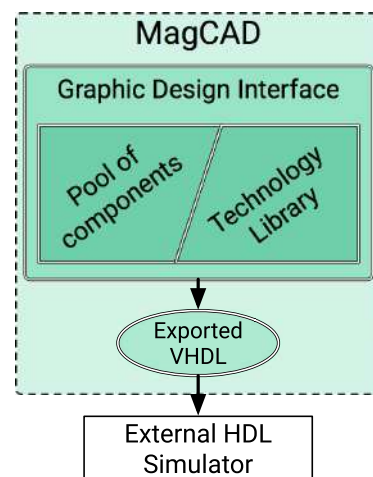 MagCAD
Graphic Design Interface
Pool of
components
Technology
Library
Exported
VHDL
External HDL
Simulator